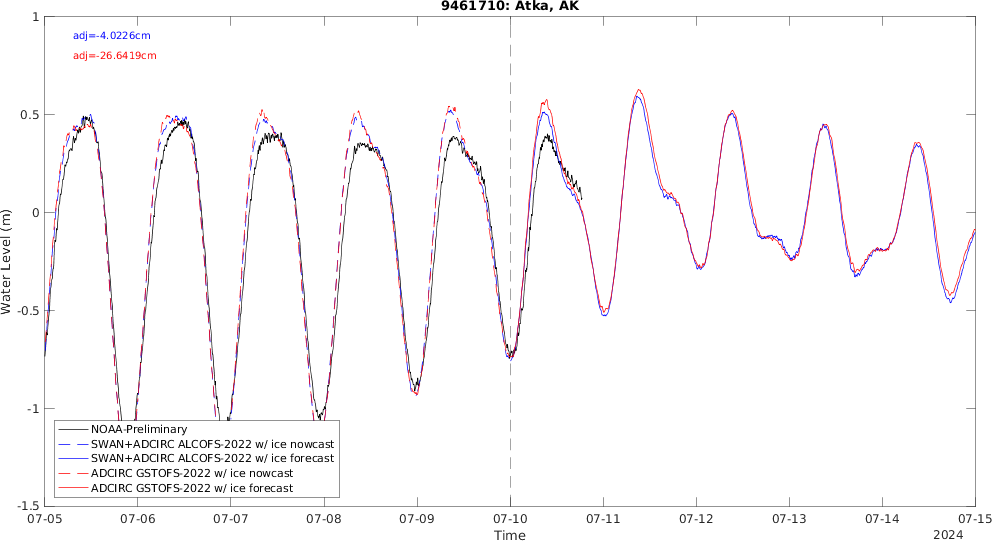 9461710: Atka, AK
adj=-4.0226cm
adj=-26.6419cm
Water Level (m)
1
0.5
0
-0.5
-1
-1.5
NOAA-Preliminary
SWAN+ADCIRC ALCOFS-2022 w/ ice nowcast
SWAN+ADCIRC ALCOFS-2022 w/ ice forecast
ADCIRC GSTOFS-2022 w/ ice nowcast
ADCIRC GSTOFS-2022 w/ ice forecast
07-05 07-06 07-07 07-08 07-09 07-10 07-11 07-12 07-13 07-14 07-15
Time
2024